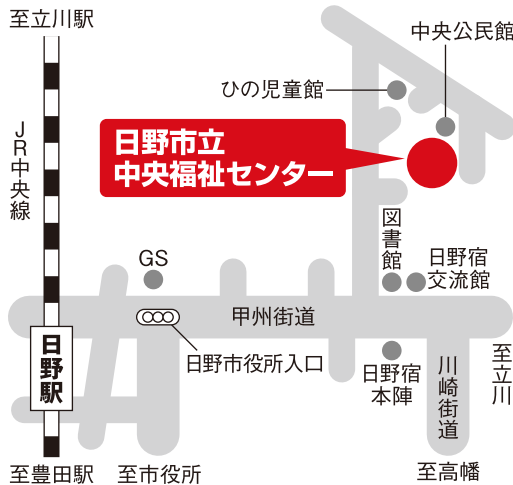 至立川駅
中央公民館
ひの児童館
JR中央線
日野市立
中央福祉センター
図書館
日野宿
交流館
GS
甲州街道
日野市役所入口
日野駅
日野宿
本陣
川崎街道
至立川
至豊田駅
至市役所
至高幡